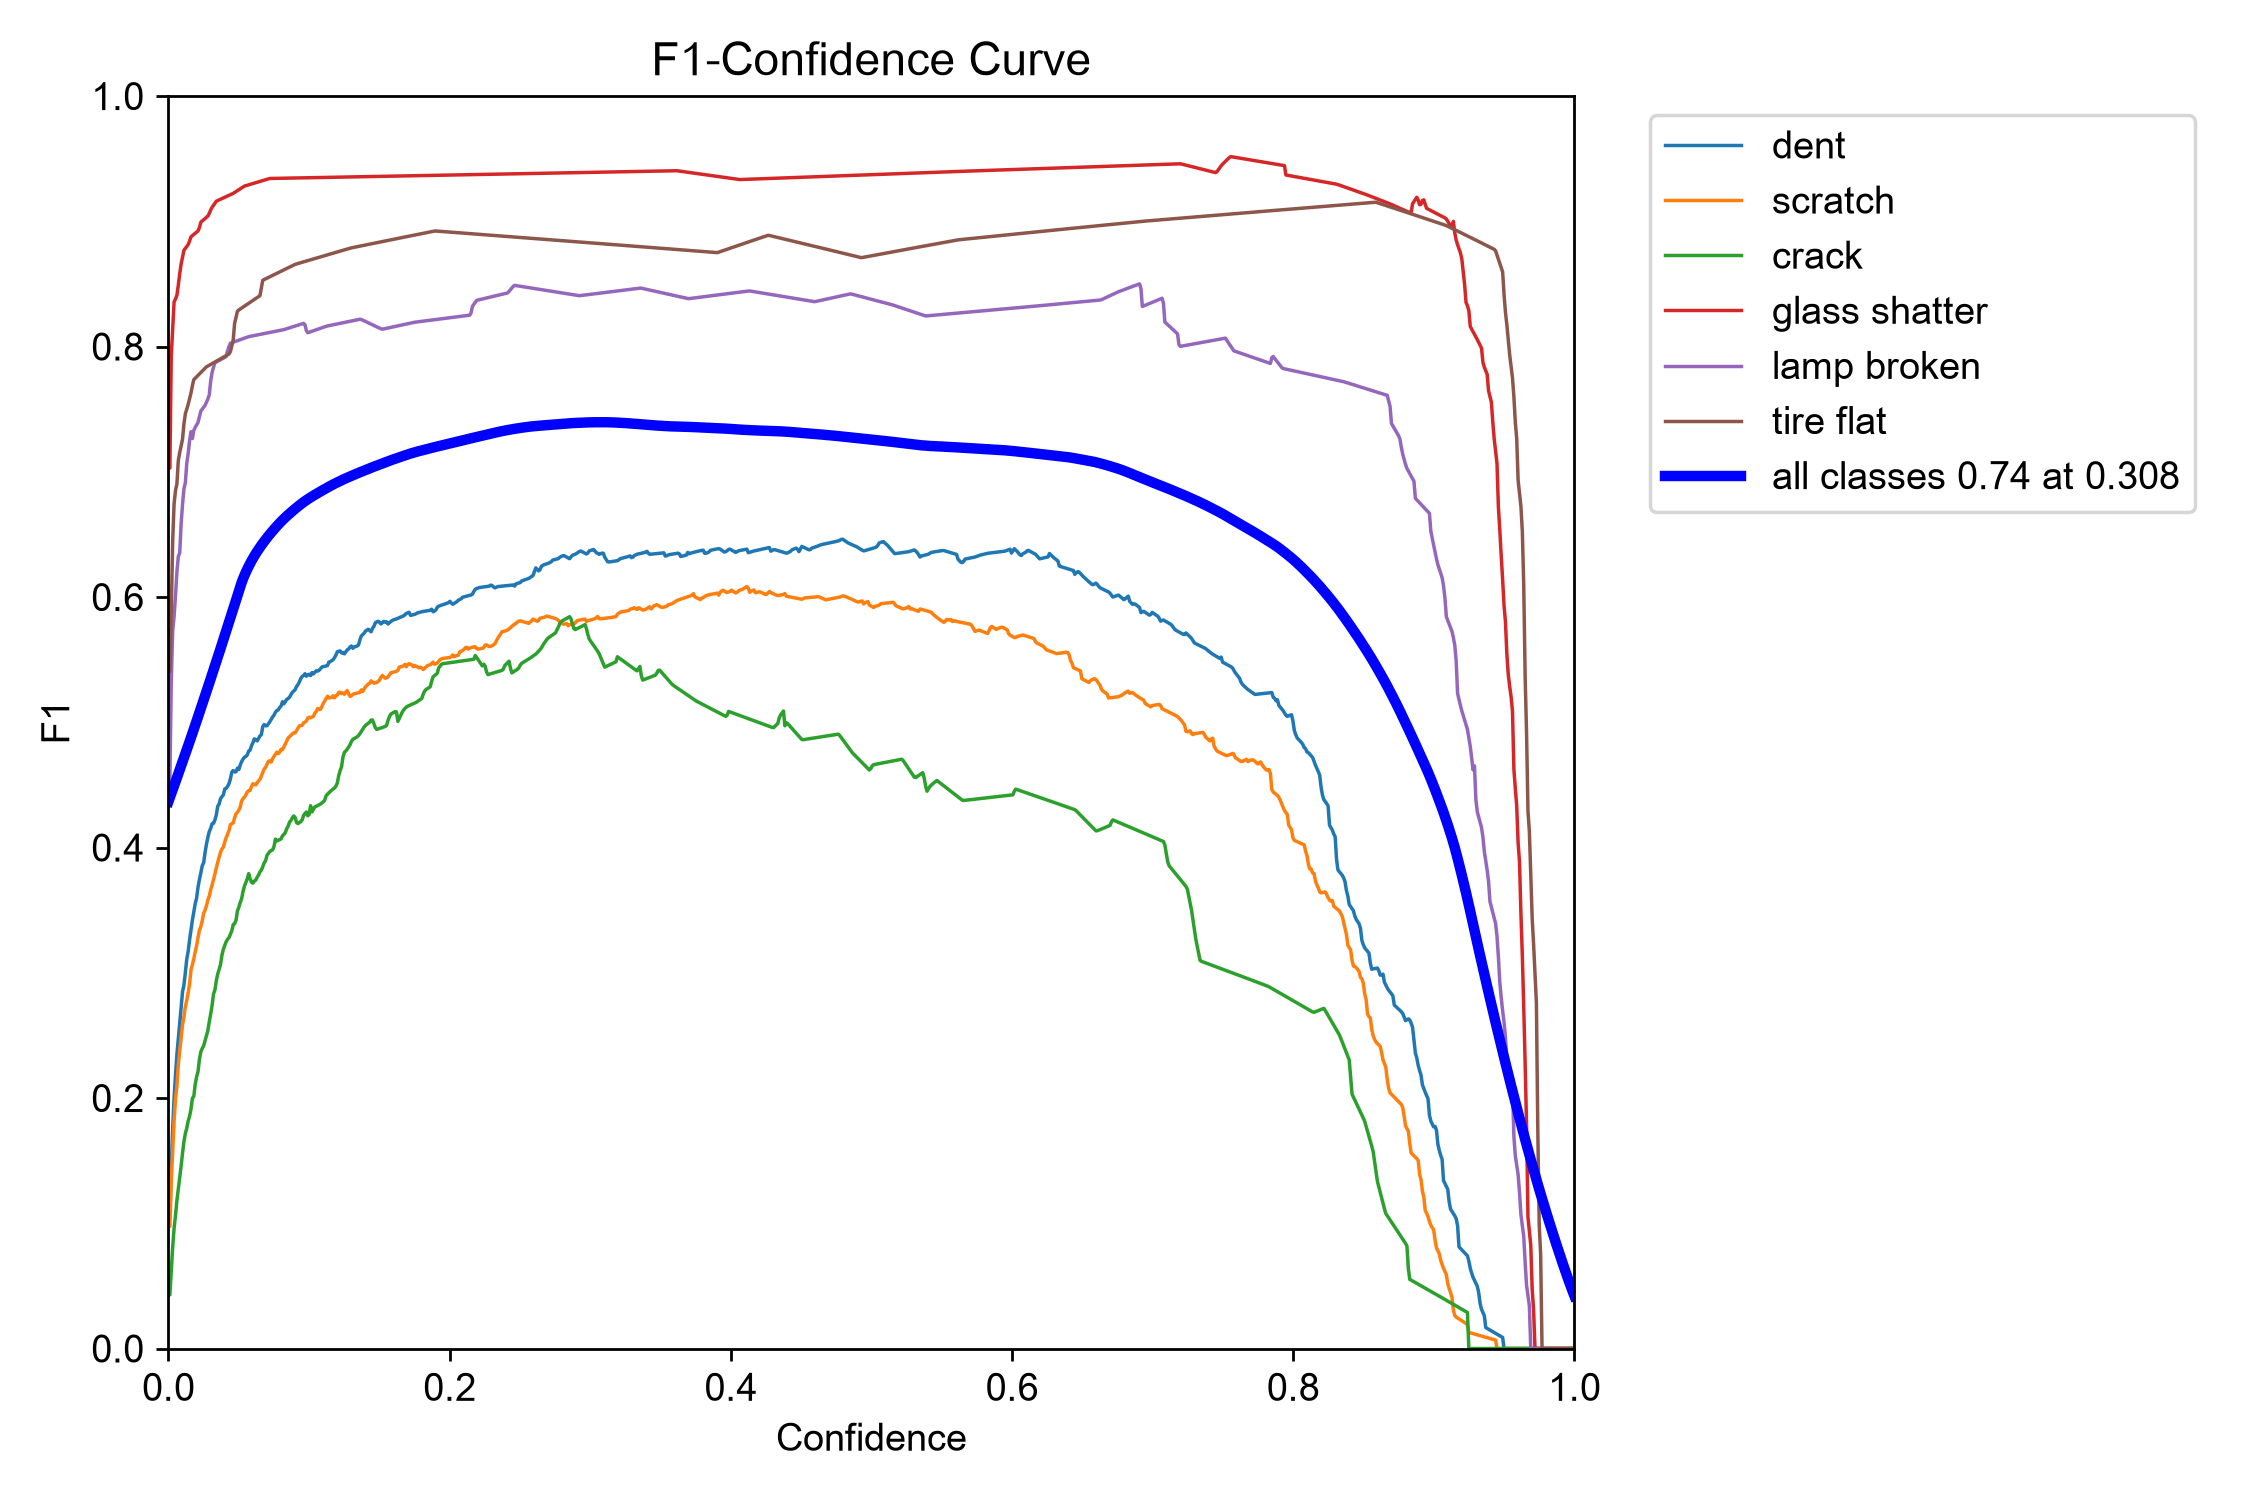 F1-Confidence Curve
1.0
0.8
0.6
0.4
0.2
0.0
F1
0.0 0.2 0.4 0.6 0.8 1.0
Confidence
dent
scratch
crack
glass shatter
lamp broken
tire flat
all classes 0.74 at 0.308